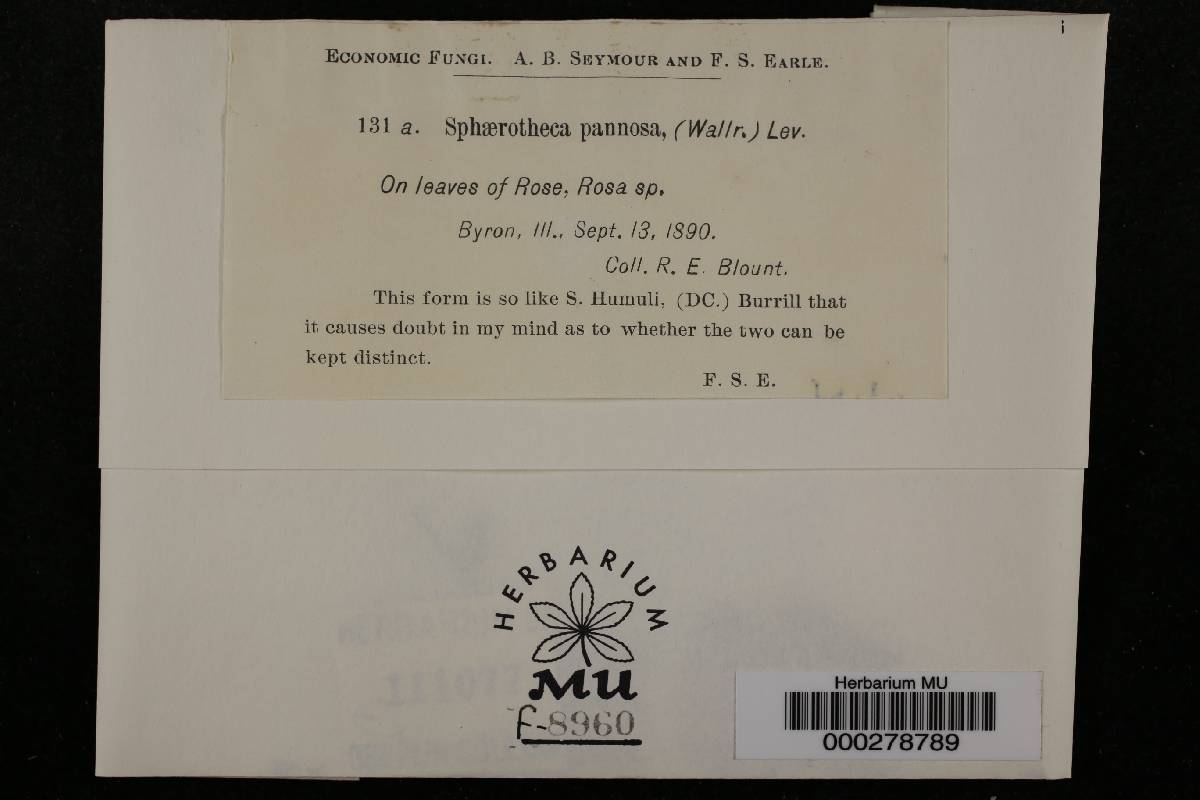 Economic Fungi. A. B. Seymour and F. S. Earle.
131 a. Sphærotheca pannosa, (Wallr.) Lev.
On leaves of Rose, Rosa sp.
Byron, Ill., Sept. 13, 1890.
Coll. R. E. Blount.
This form is so like S. Humuli, (DC.) Burrill that
it causes doubt in my mind as to whether the two can be
kept distinct.
F. S. E.
HERBARIUM
MU
F-8960
Herbarium MU
000278789